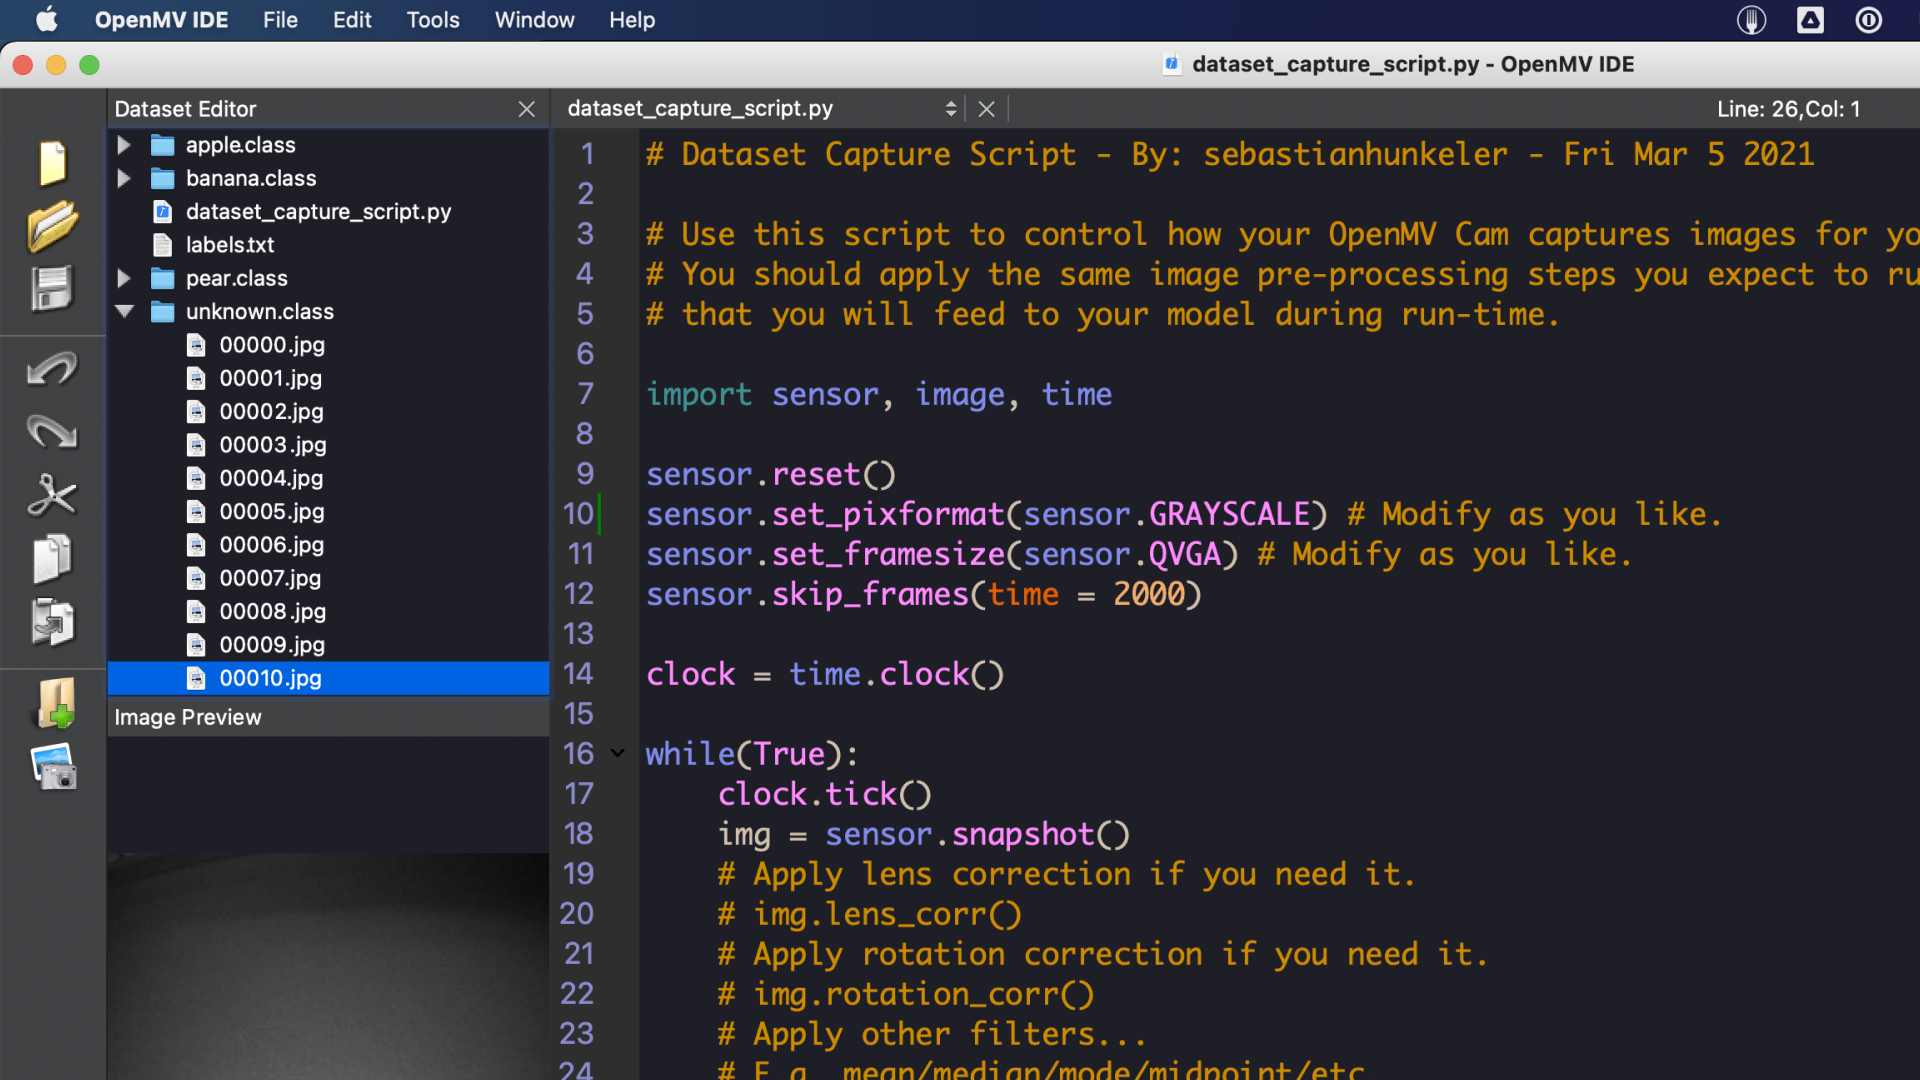 OpenMV IDE File Edit Tools Window Help
dataset_capture_script.py - OpenMV IDE
Dataset Editor
dataset_capture_script.py
Line: 26,Col: 1
apple.class
banana.class
dataset_capture_script.py
labels.txt
pear.class
unknown.class
00000.jpg
00001.jpg
00002.jpg
00003.jpg
00004.jpg
00005.jpg
00006.jpg
00007.jpg
00008.jpg
00009.jpg
00010.jpg
Image Preview
1 # Dataset Capture Script - By: sebastianhunkeler - Fri Mar 5 2021
2
3 # Use this script to control how your OpenMV Cam captures images for yo
4 # You should apply the same image pre-processing steps you expect to ru
5 # that you will feed to your model during run-time.
6
7 import sensor, image, time
8
9 sensor.reset()
10 sensor.set_pixformat(sensor.GRAYSCALE) # Modify as you like.
11 sensor.set_framesize(sensor.QVGA) # Modify as you like.
12 sensor.skip_frames(time = 2000)
13
14 clock = time.clock()
15
16 while(True):
17 clock.tick()
18 img = sensor.snapshot()
19 # Apply lens correction if you need it.
20 # img.lens_corr()
21 # Apply rotation correction if you need it.
22 # img.rotation_corr()
23 # Apply other filters...
24 # E.g. mean/median/mode/midpoint/etc.